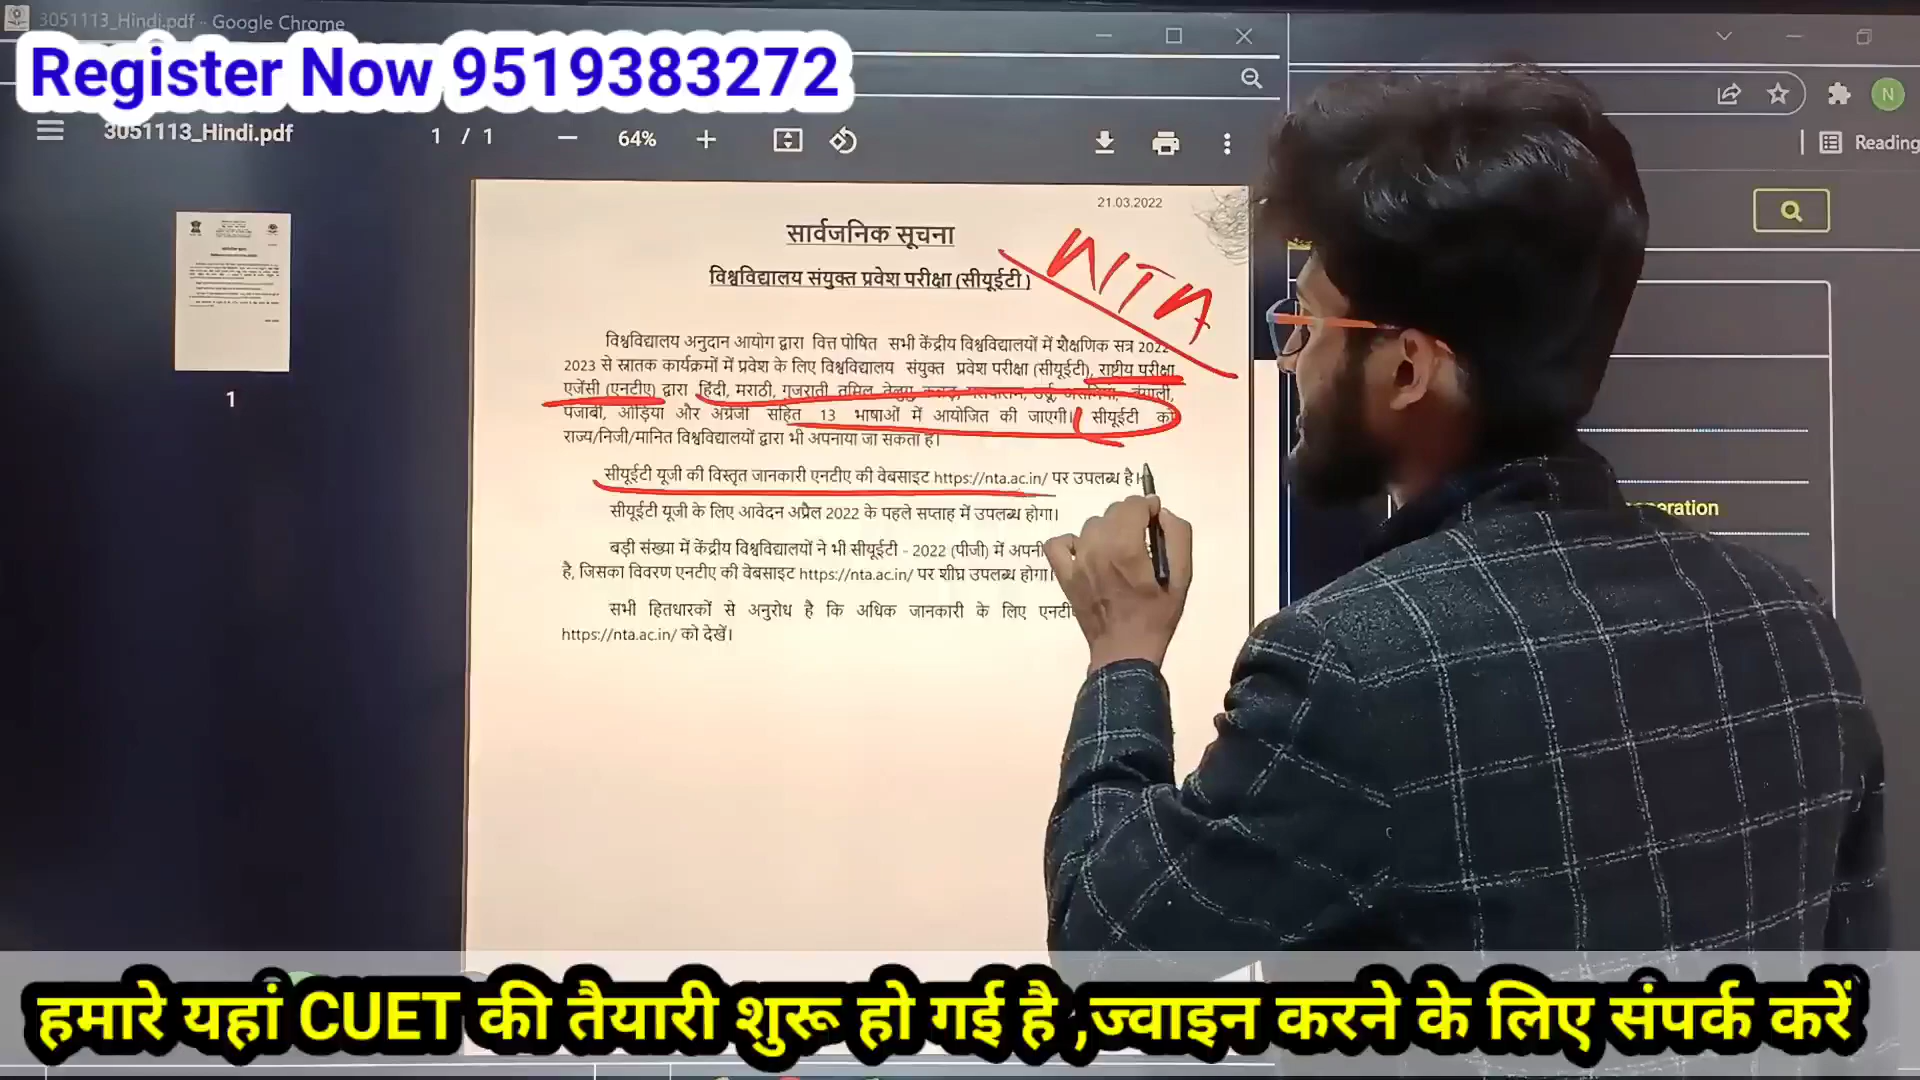 3051113_Hindi.pdf - Google Chrome
Register Now 9519383272
3051113_Hindi.pdf
1 / 1
64%
N
Reading
21.03.2022
सार्वजनिक सूचना
विश्वविद्यालय संयुक्त प्रवेश परीक्षा (सीयूईटी )
NTA
विश्वविद्यालय अनुदान आयोग द्वारा वित्त पोषित सभी केंद्रीय विश्वविद्यालयों में शैक्षणिक सत्र 2022-
2023 से स्नातक कार्यक्रमों में प्रवेश के लिए विश्वविद्यालय संयुक्त प्रवेश परीक्षा (सीयूईटी), राष्ट्रीय परीक्षा
एजेंसी (एनटीए) द्वारा हिंदी, मराठी, गुजराती तमिल
पंजाबी, ओड़िया और अंग्रेजी सहित 13 भाषाओं में आयोजित की जाएगी। सीयूईटी को
राज्य/निजी/मानित विश्वविद्यालयों द्वारा भी अपनाया जा सकता है।
सीयूईटी यूजी की विस्तृत जानकारी एनटीए की वेबसाइट https://nta.ac.in/ पर उपलब्ध है।
सीयूईटी यूजी के लिए आवेदन अप्रैल 2022 के पहले सप्ताह में उपलब्ध होगा।
बड़ी संख्या में केंद्रीय विश्वविद्यालयों ने भी सीयूईटी - 2022 (पीजी) में अपनी
है, जिसका विवरण एनटीए की वेबसाइट https://nta.ac.in/ पर शीघ्र उपलब्ध होगा।
सभी हितधारकों से अनुरोध है कि अधिक जानकारी के लिए
https://nta.ac.in/ को देखें।
1
हमारे यहां CUET की तैयारी शुरू हो गई है ,ज्वाइन करने के लिए संपर्क करें